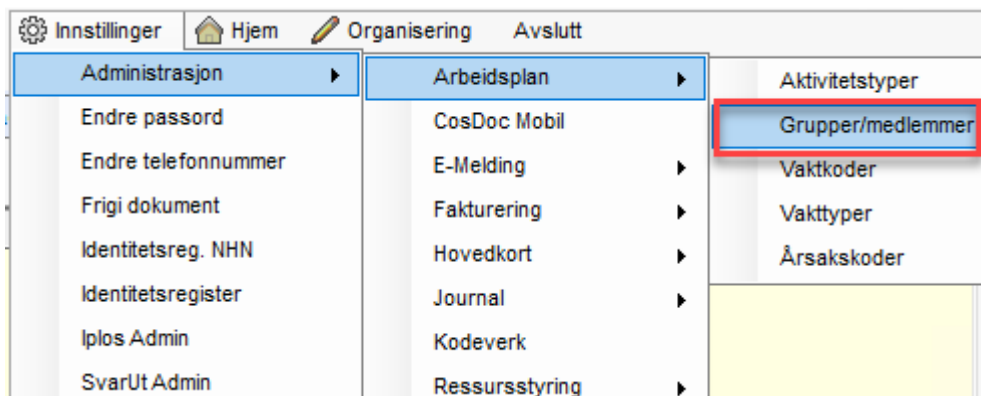 Innstillinger Hjem Organisering Avslutt
Administrasjon
Endre passord
Endre telefonnummer
Frigi dokument
Identitetsreg. NHN
Identitetsregister
Iplos Admin
SvarUt Admin
Arbeidsplan
CosDoc Mobil
E-Melding
Fakturering
Hovedkort
Journal
Kodeverk
Ressursstyring
Aktivitetstyper
Grupper/medlemmer
Vaktkoder
Vakttyper
Årsakskoder